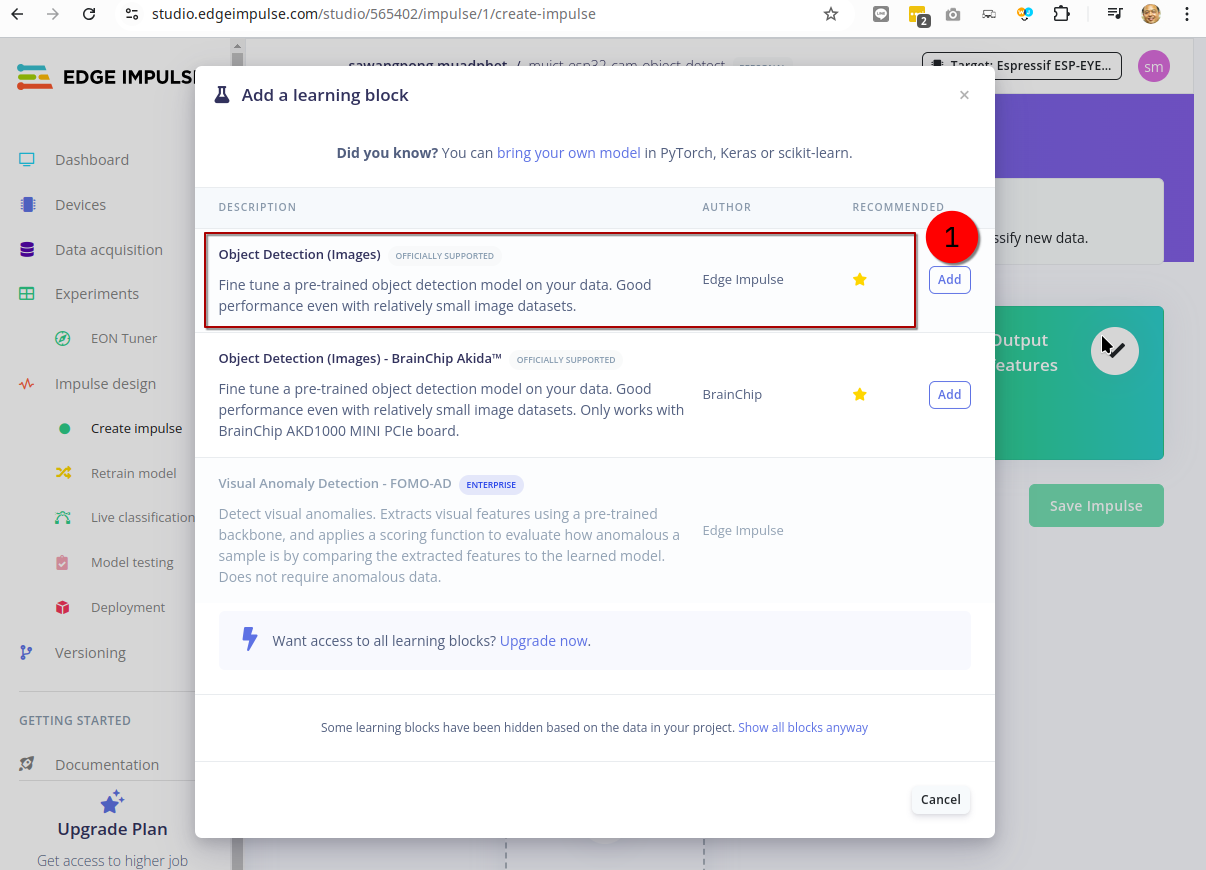 studio.edgeimpulse.com/studio/565402/impulse/1/create-impulse
2
EDGE IMPULS
sawangpong muadphet / muict-esp32-cam-object-detect
Target: Espressif ESP-EYE...
sm
Add a learning block
×
Did you know? You can bring your own model in PyTorch, Keras or scikit-learn.
DESCRIPTION AUTHOR RECOMMENDED
1
Object Detection (Images) OFFICIALLY SUPPORTED
Fine tune a pre-trained object detection model on your data. Good
performance even with relatively small image datasets.
Edge Impulse
Add
Object Detection (Images) - BrainChip Akida™ OFFICIALLY SUPPORTED
Fine tune a pre-trained object detection model on your data. Good
performance even with relatively small image datasets. Only works with
BrainChip AKD1000 MINI PCIe board.
BrainChip
Add
Visual Anomaly Detection - FOMO-AD ENTERPRISE
Detect visual anomalies. Extracts visual features using a pre-trained
backbone, and applies a scoring function to evaluate how anomalous a
sample is by comparing the extracted features to the learned model.
Does not require anomalous data.
Edge Impulse
Want access to all learning blocks? Upgrade now.
Some learning blocks have been hidden based on the data in your project. Show all blocks anyway
Cancel
Dashboard
Devices
Data acquisition
Experiments
EON Tuner
Impulse design
Create impulse
Retrain model
Live classification
Model testing
Deployment
Versioning
GETTING STARTED
Documentation
Upgrade Plan
Get access to higher job
ssify new data.
Output
eatures
Save Impulse